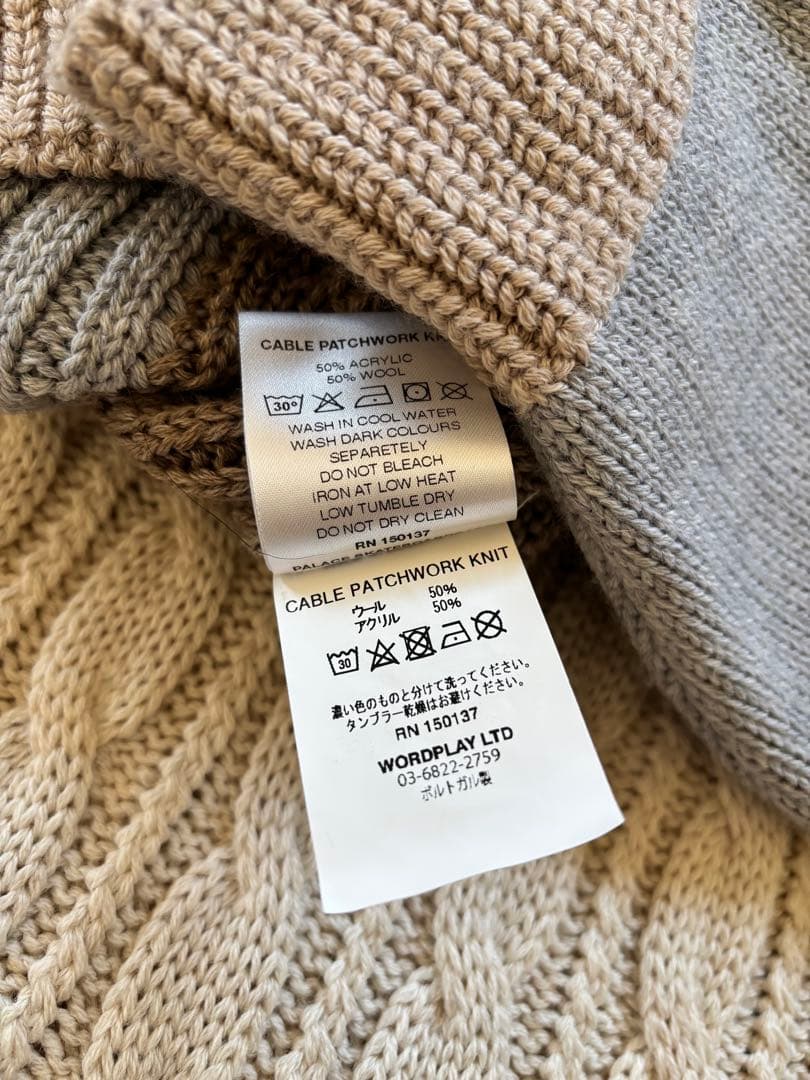 CABLE PATCHWORK
50% ACRYLIC
50% WOOL
30°
WASH IN COOL WATER
WASH DARK COLOURS
SEPARETELY
DO NOT BLEACH
IRON AT LOW HEAT
LOW TUMBLE DRY
DO NOT DRY CLEAN
RN 150137
PALACE
CABLE PATCHWORK KNIT
ウール 50%
アクリル 50%
30
濃い色のものと分けて洗ってください。
タンブラー乾燥はお避けください。
RN 150137
WORDPLAY LTD
03-6822-2759
ポルトガル製